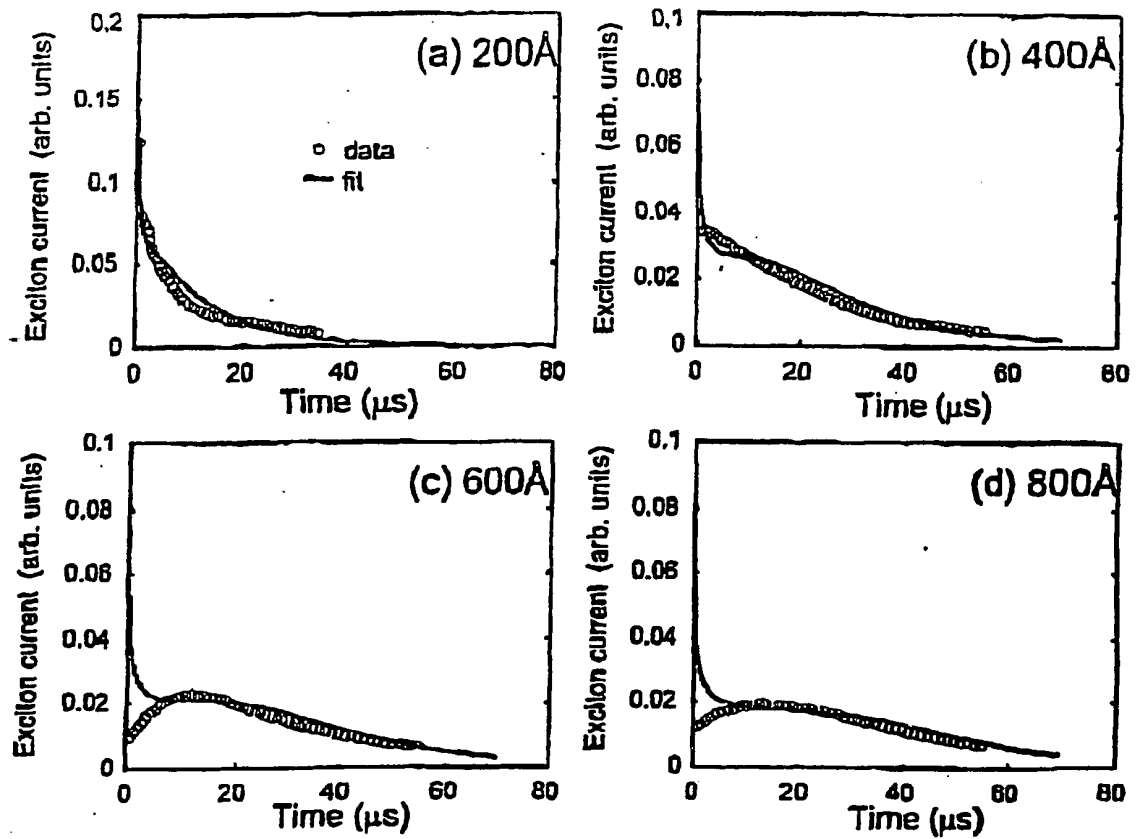 (a) 200Å
Exciton current (arb. units)
0.2
0.15
0.1
0.05
0
data
fit
0 20 40 60 80
Time (μs)
(b) 400Å
Exciton current (arb. units)
0.1
0.08
0.06
0.04
0.02
0
0 20 40 60 80
Time (μs)
(c) 600Å
Exciton current (arb. units)
0.1
0.08
0.06
0.04
0.02
0
0 20 40 60 80
Time (μs)
(d) 800Å
Exciton current (arb. units)
0.1
0.08
0.06
0.04
0.02
0
0 20 40 60 80
Time (μs)